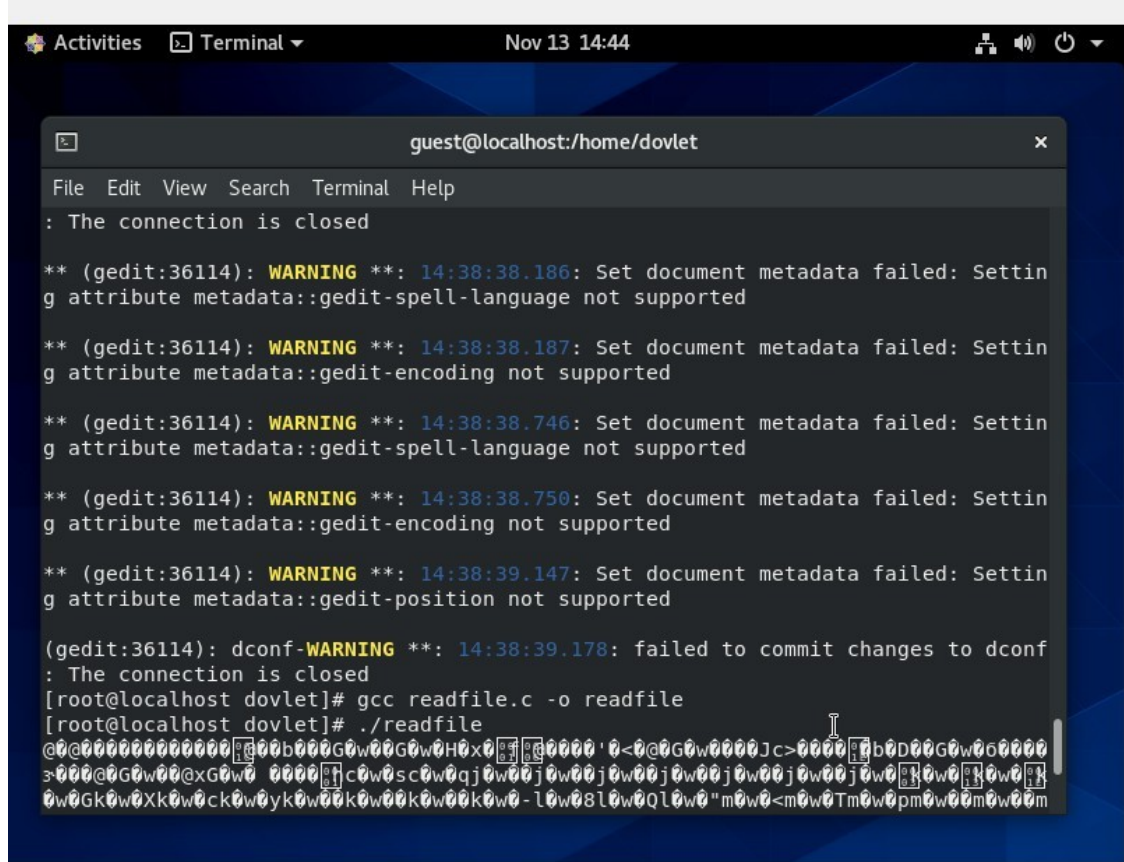 Activities Terminal Nov 13 14:44
guest@localhost:/home/dovlet
File Edit View Search Terminal Help
: The connection is closed
** (gedit:36114): WARNING **: 14:38:38.186: Set document metadata failed: Settin
g attribute metadata::gedit-spell-language not supported
** (gedit:36114): WARNING **: 14:38:38.187: Set document metadata failed: Settin
g attribute metadata::gedit-encoding not supported
** (gedit:36114): WARNING **: 14:38:38.746: Set document metadata failed: Settin
g attribute metadata::gedit-spell-language not supported
** (gedit:36114): WARNING **: 14:38:38.750: Set document metadata failed: Settin
g attribute metadata::gedit-encoding not supported
** (gedit:36114): WARNING **: 14:38:39.147: Set document metadata failed: Settin
g attribute metadata::gedit-position not supported
(gedit:36114): dconf-WARNING **: 14:38:39.178: failed to commit changes to dconf
: The connection is closed
[root@localhost dovlet]# gcc readfile.c -o readfile
[root@localhost dovlet]# ./readfile